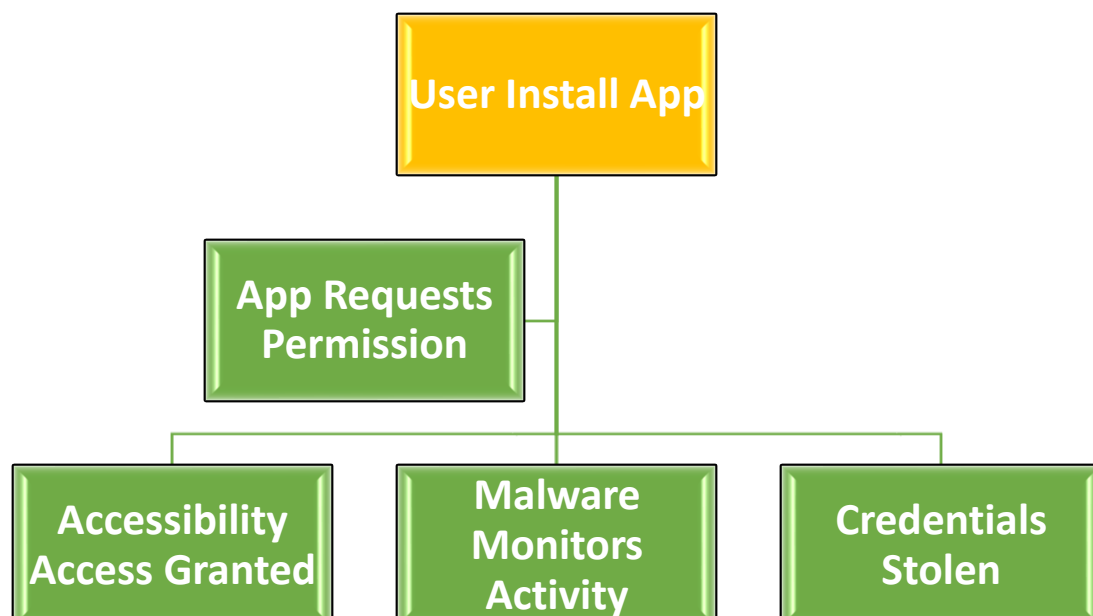 User Install App
App Requests
Permission
Accessibility
Access Granted
Malware
Monitors
Activity
Credentials
Stolen